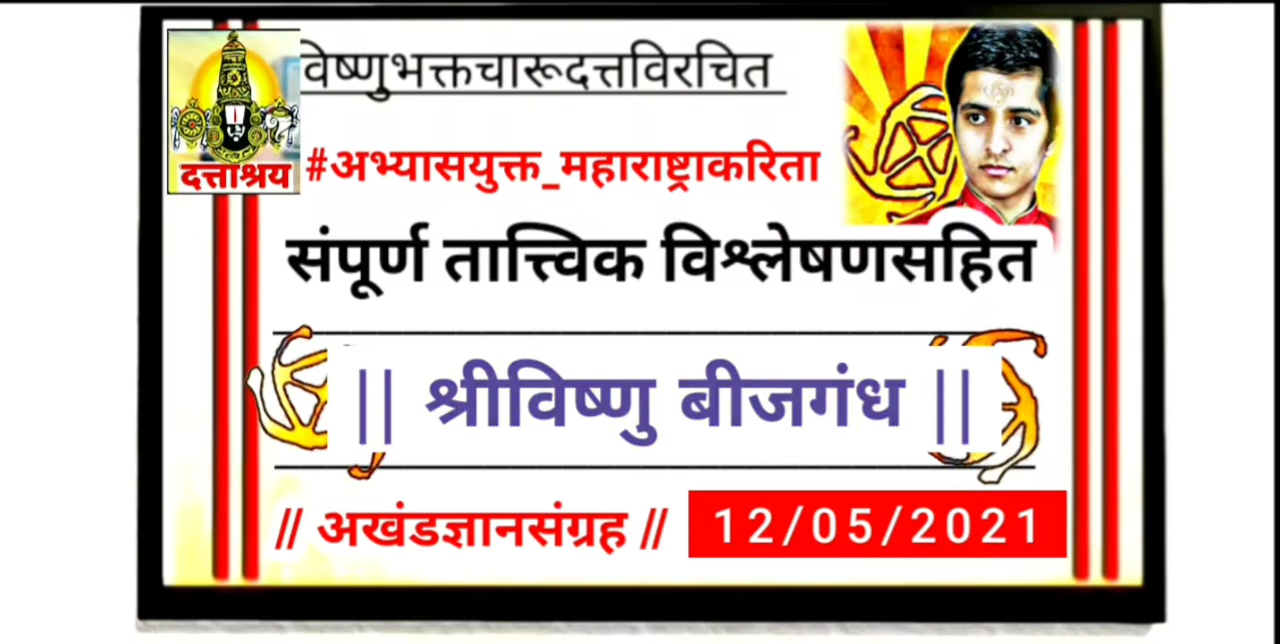 विष्णुभक्तचारूदत्तविरचित
दत्ताश्रय
#अभ्यासयुक्त_महाराष्ट्राकरिता
संपूर्ण तात्त्विक विश्लेषणसहित
|| श्रीविष्णु बीजगंध ||
// अखंडज्ञानसंग्रह // 12/05/2021